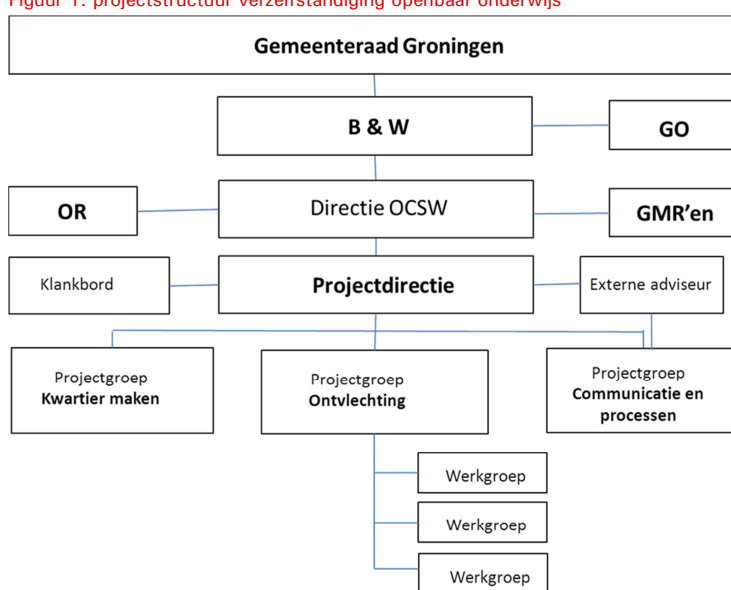 Figuur 1: projectstructuur verzelfstandiging openbaar onderwijs
Gemeenteraad Groningen
B & W
GO
OR
Directie OCSW
GMR'en
Klankbord
Projectdirectie
Externe adviseur
Projectgroep
Kwartier maken
Projectgroep
Ontvlechting
Projectgroep
Communicatie en
processen
Werkgroep
Werkgroep
Werkgroep